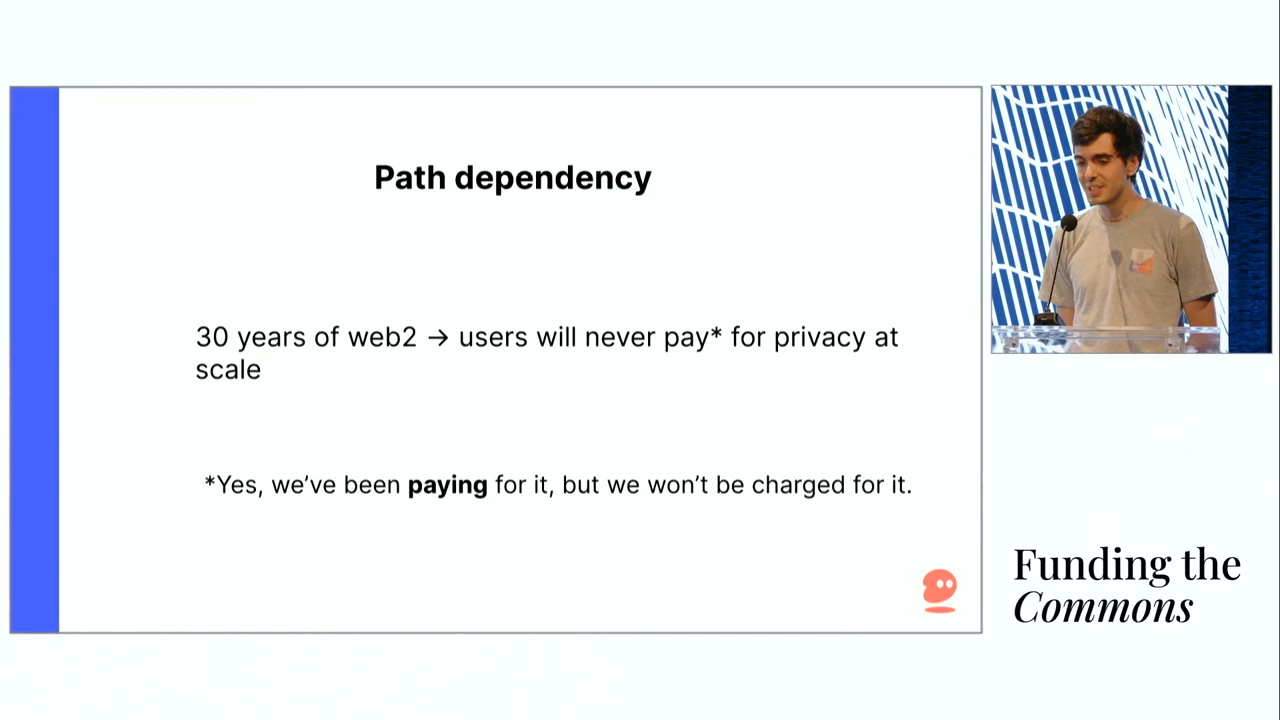 Path dependency
30 years of web2 → users will never pay* for privacy at
scale
*Yes, we’ve been paying for it, but we won’t be charged for it.
Funding the
Commons